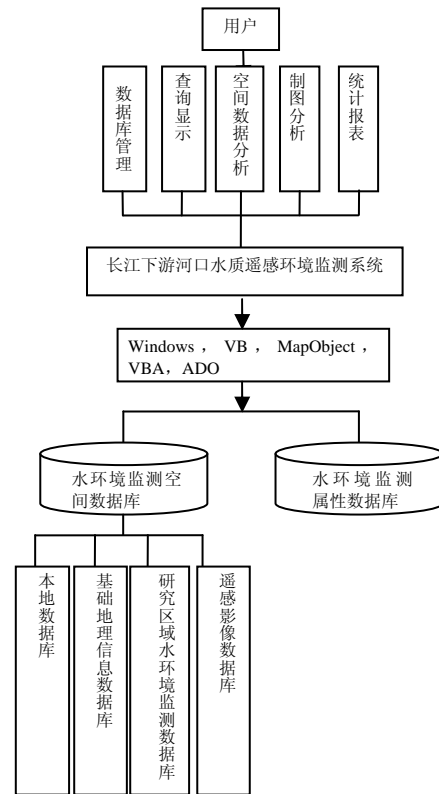 用户
数据库管理
查询显示
空间数据分析
制图分析
统计报表
长江下游河口水质遥感环境监测系统
Windows ， VB ， MapObject ，
VBA，ADO
水环境监测空
间数据库
水环境监测
属性数据库
本地数据库
基础地理信息数据库
研究区域水环境监测数据库
遥感影像数据库